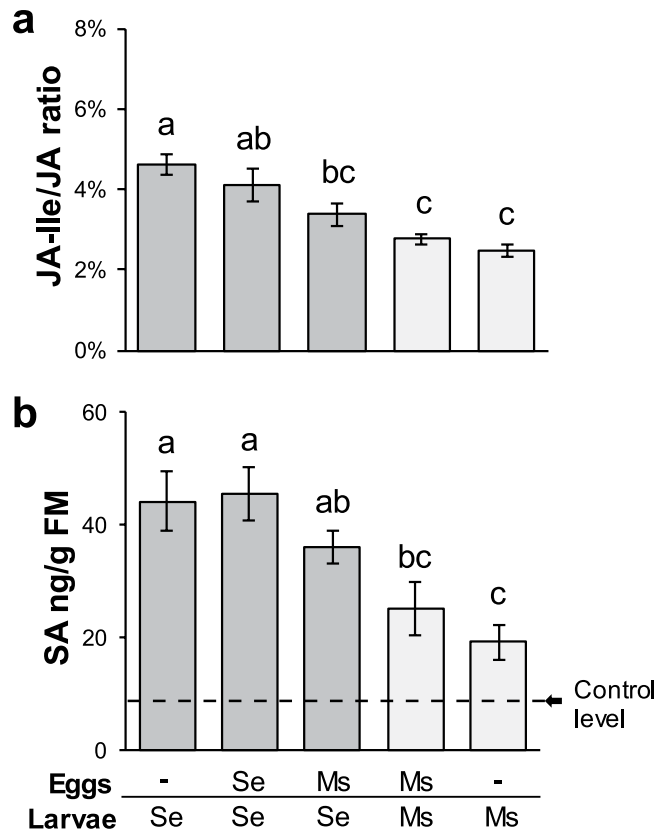 a
8%
6%
4%
2%
0%
JA-Ile/JA ratio
a
ab
bc
c
c
b
60
40
20
0
SA ng/g FM
a
a
ab
bc
c
Control
level
Eggs - Se Ms Ms -
Larvae Se Se Se Ms Ms